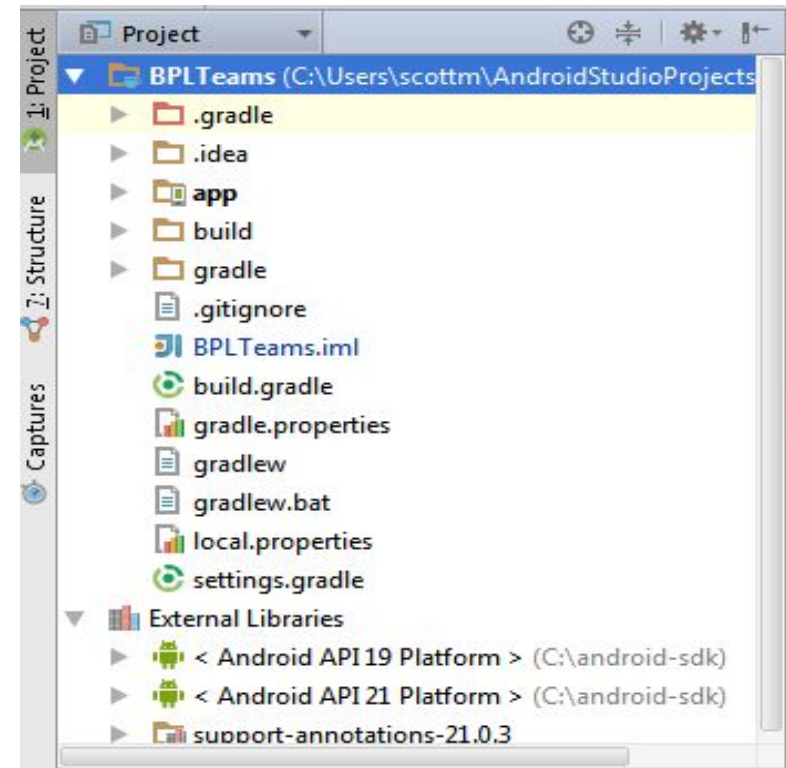 1: Project
7: Structure
Captures
Project
BPLTeams (C:\Users\scottm\AndroidStudioProjects
.gradle
.idea
app
build
gradle
.gitignore
BPLTeams.iml
build.gradle
gradle.properties
gradlew
gradlew.bat
local.properties
settings.gradle
External Libraries
< Android API 19 Platform > (C:\android-sdk)
< Android API 21 Platform > (C:\android-sdk)
support-annotations-21.0.3